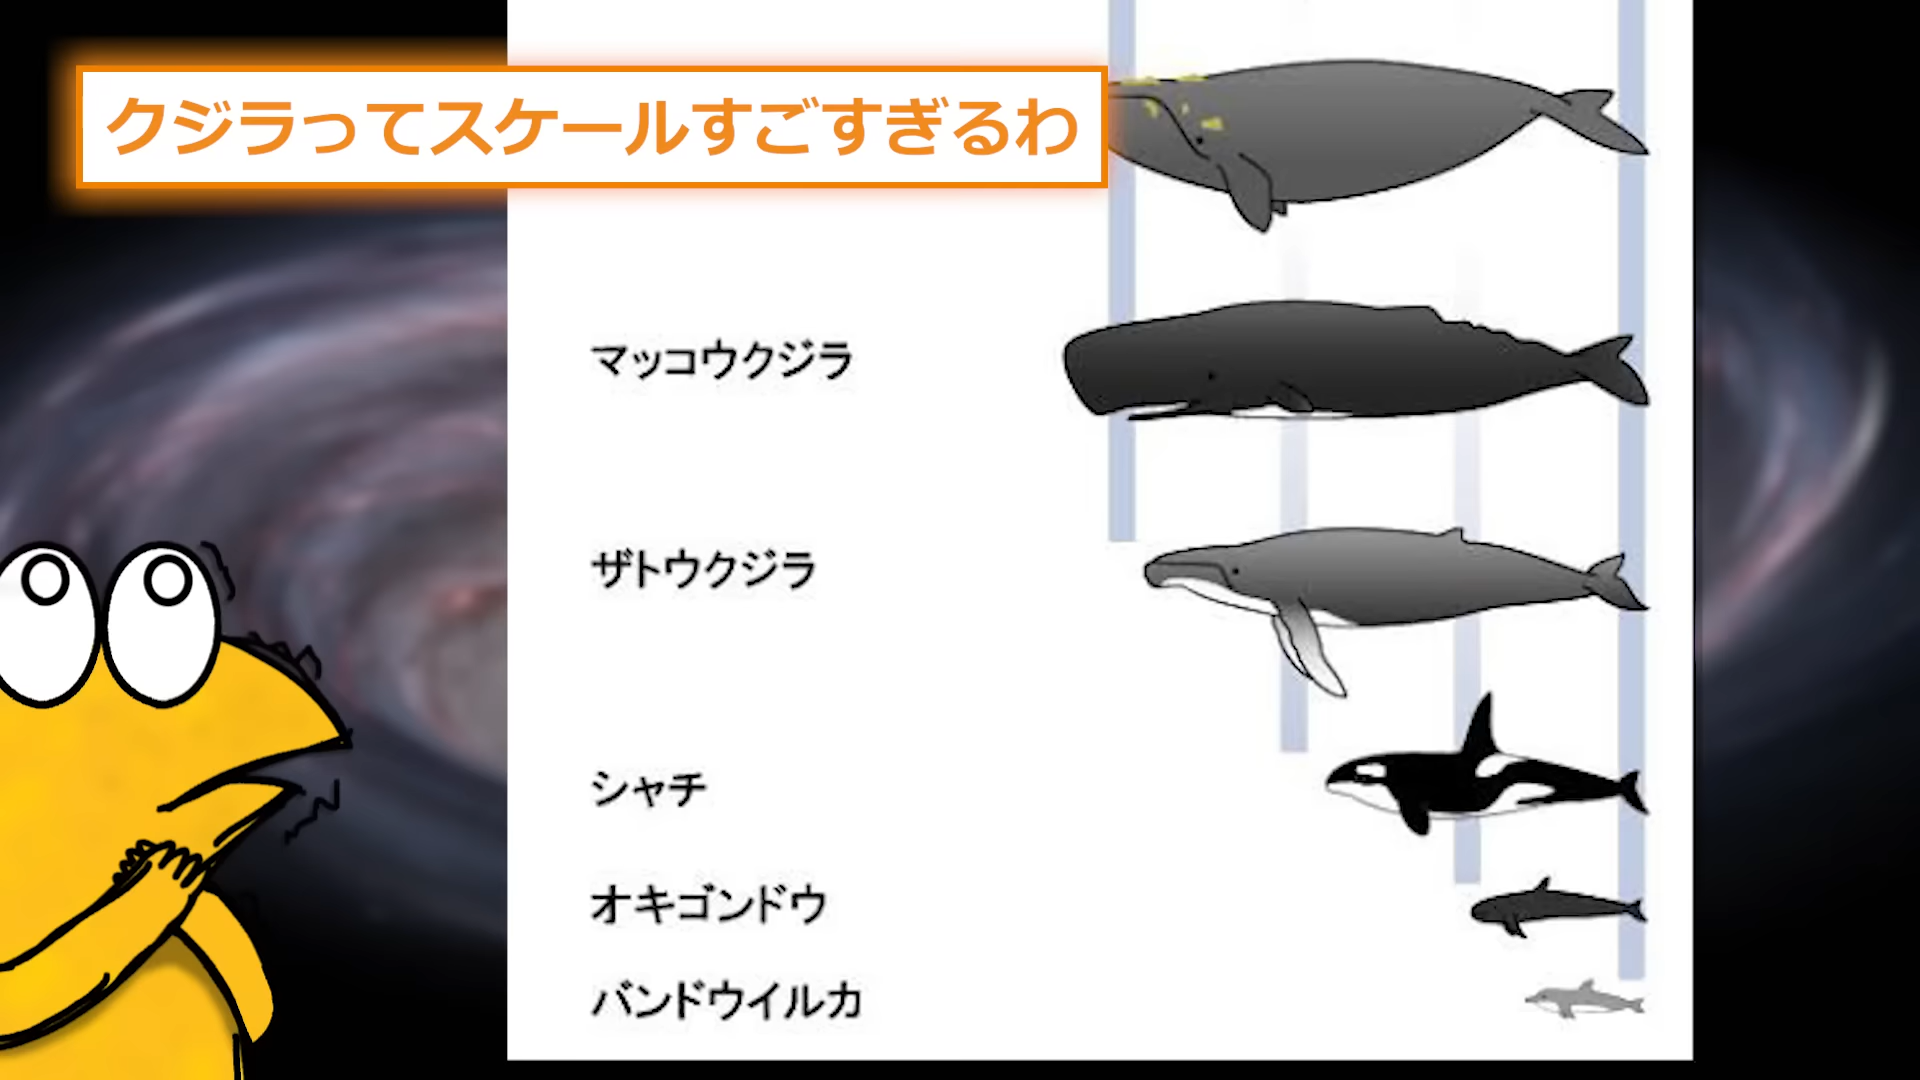 クジラってスケールすごすぎるわ
マッコウクジラ
ザトウクジラ
シャチ
オキゴンドウ
バンドウイルカ